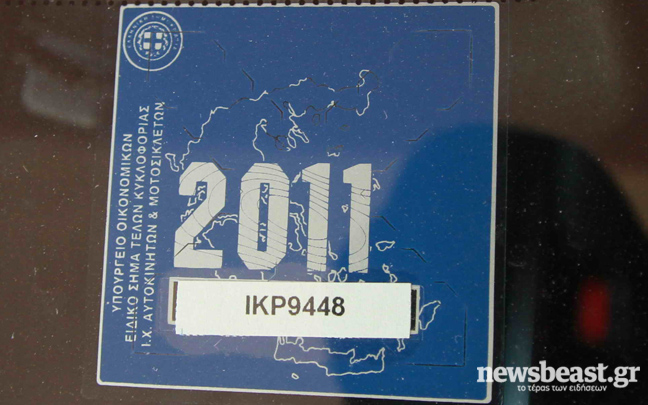 ΥΠΟΥΡΓΕΙΟ ΟΙΚΟΝΟΜΙΚΩΝ
ΕΙΔΙΚΟ ΣΗΜΑ ΤΕΛΩΝ ΚΥΚΛΟΦΟΡΙΑΣ
Ι.Χ. ΑΥΤΟΚΙΝΗΤΩΝ & ΜΟΤΟΣΙΚΛΕΤΩΝ
2011
IKP9448
newsbeast.gr
το τέρας των ειδήσεων